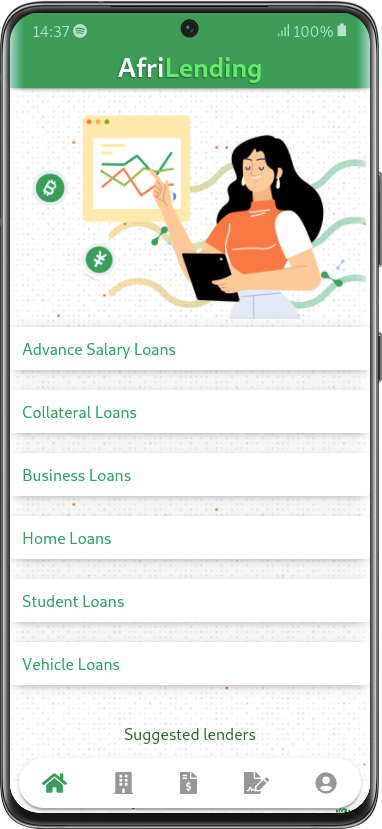 14:37 100%
AfriLending
Advance Salary Loans
Collateral Loans
Business Loans
Home Loans
Student Loans
Vehicle Loans
Suggested lenders